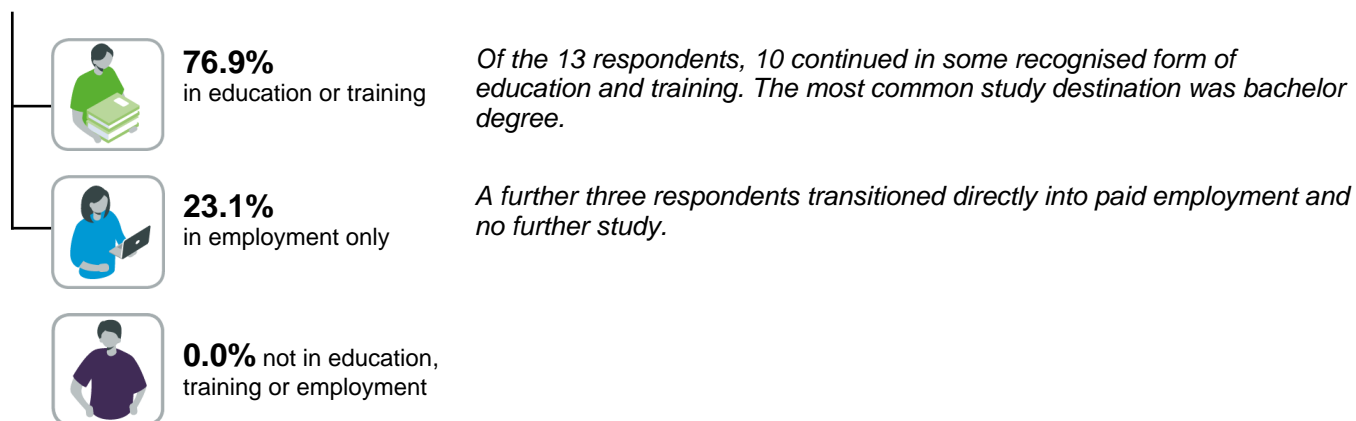 76.9%
in education or training
Of the 13 respondents, 10 continued in some recognised form of
education and training. The most common study destination was bachelor
degree.
23.1%
in employment only
A further three respondents transitioned directly into paid employment and
no further study.
0.0% not in education,
training or employment